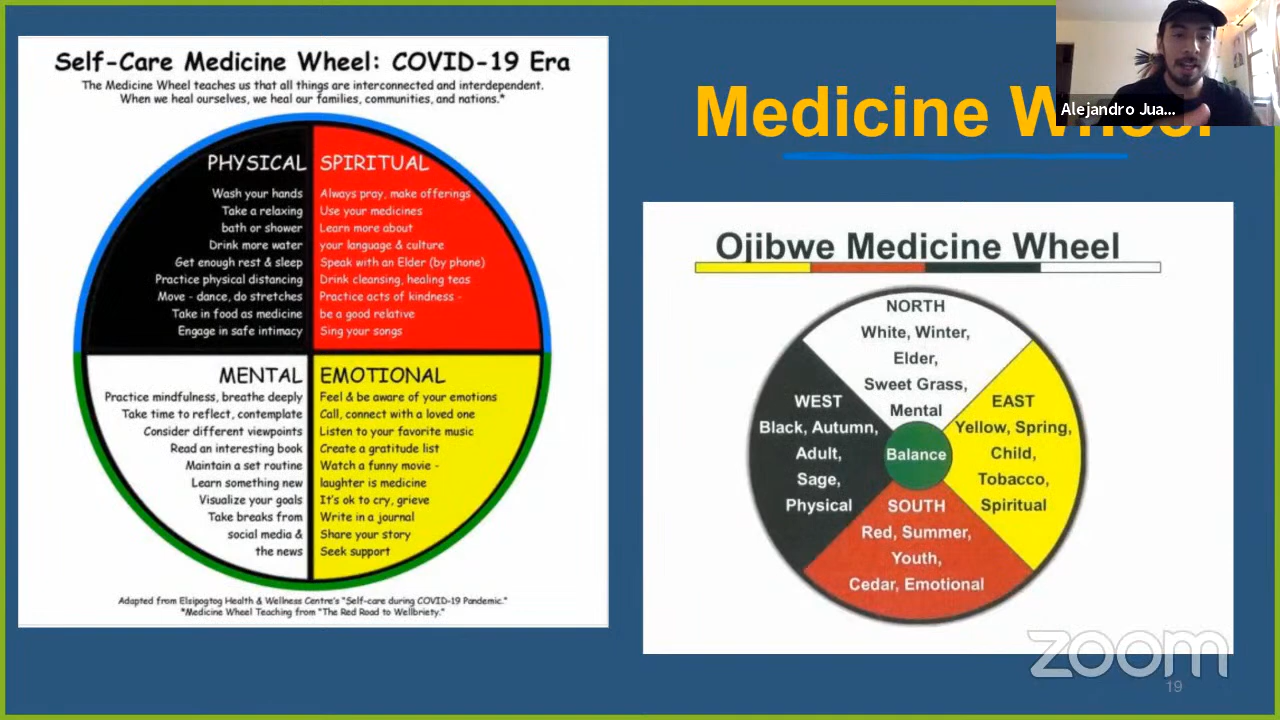 Self-Care Medicine Wheel: COVID-19 Era
The Medicine Wheel teaches us that all things are interconnected and interdependent.
When we heal ourselves, we heal our families, communities, and nations.*
PHYSICAL
Wash your hands
Take a relaxing
bath or shower
Drink more water
Get enough rest & sleep
Practice physical distancing
Move - dance, do stretches
Take in food as medicine
Engage in safe intimacy
SPIRITUAL
Always pray, make offerings
Use your medicines
Learn more about
your language & culture
Speak with an Elder (by phone)
Drink cleansing, healing teas
Practice acts of kindness -
be a good relative
Sing your songs
MENTAL
Practice mindfulness, breathe deeply
Take time to reflect, contemplate
Consider different viewpoints
Read an interesting book
Maintain a set routine
Learn something new
Visualize your goals
Take breaks from
social media &
the news
EMOTIONAL
Feel & be aware of your emotions
Call, connect with a loved one
Listen to your favorite music
Create a gratitude list
Watch a funny movie -
laughter is medicine
It's ok to cry, grieve
Write in a journal
Share your story
Seek support
Adapted from Elsipogtog Health & Wellness Centre's "Self-care during COVID-19 Pandemic."
*Medicine Wheel Teaching from "The Red Road to Wellbriety."
Medicine Wheel
Alejandro Jua...
Ojibwe Medicine Wheel
NORTH
White, Winter,
Elder,
Sweet Grass,
Mental
WEST
Black, Autumn,
Adult,
Sage,
Physical
Balance
EAST
Yellow, Spring,
Child,
Tobacco,
Spiritual
SOUTH
Red, Summer,
Youth,
Cedar, Emotional
zoom
19